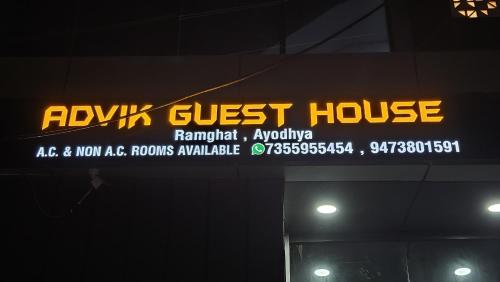 ADVIK GUEST HOUSE
Ramghat , Ayodhya
A.C. & NON A.C. ROOMS AVAILABLE 7355955454 , 9473801591